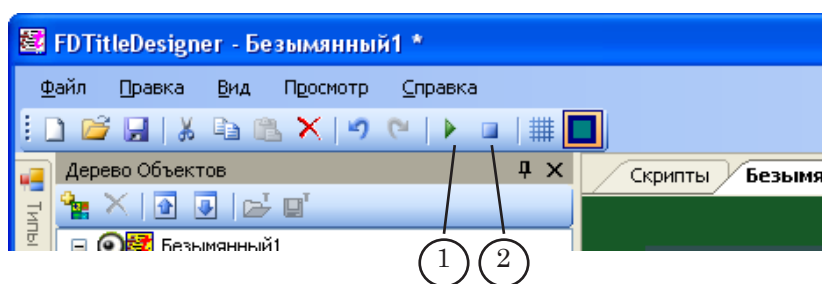 FDTitleDesigner - Безымянный1 *
Файл Правка Вид Просмотр Справка
Дерево Объектов
Скрипты Безымя
Типы
Безымянный1
1 2